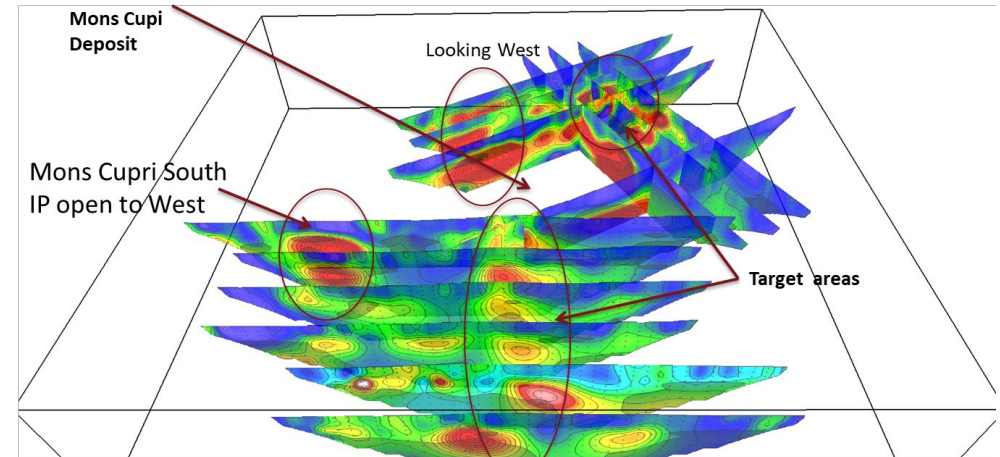 Mons Cupi
Deposit
Looking West
Mons Cupri South
IP open to West
Target areas